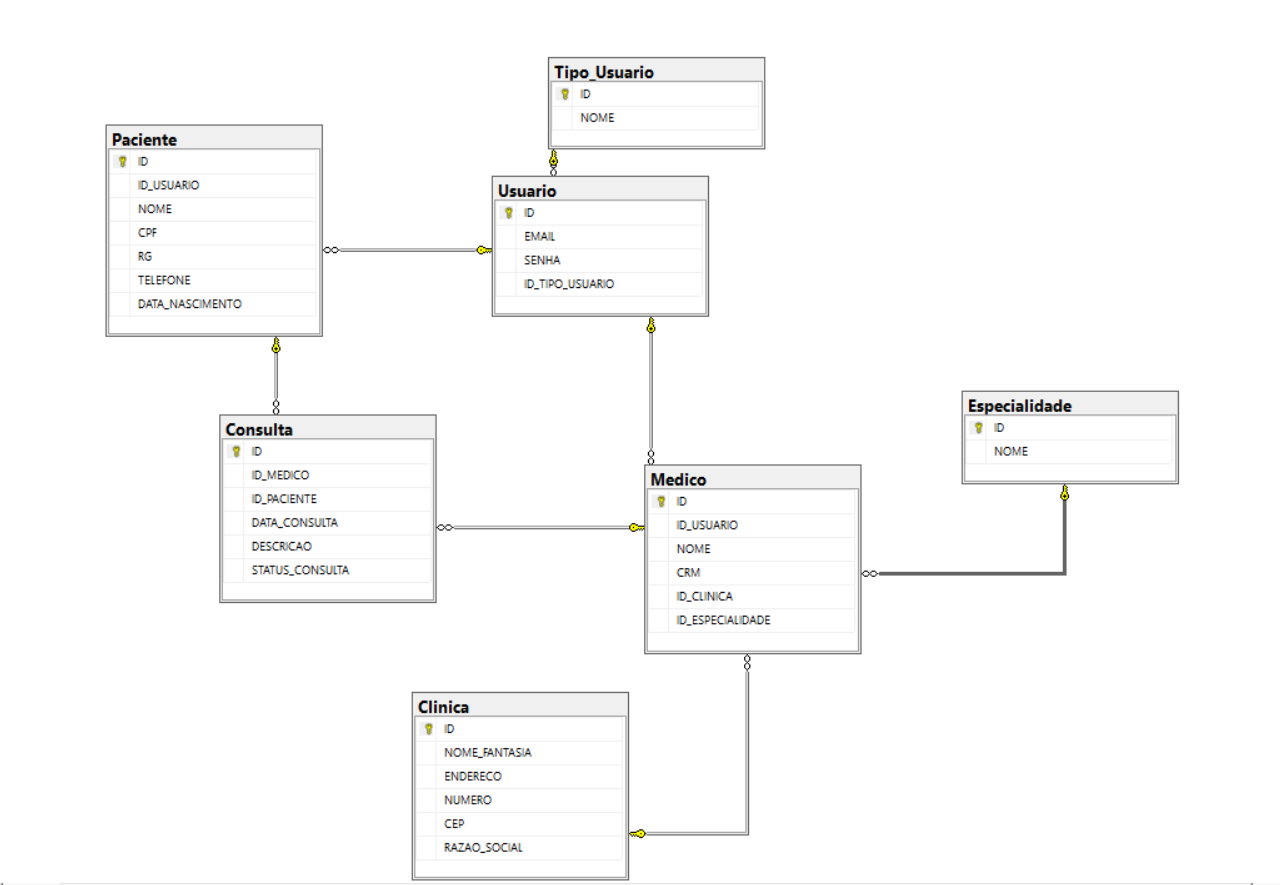 Tipo_Usuario
ID
NOME
Paciente
ID
ID_USUARIO
NOME
CPF
RG
TELEFONE
DATA_NASCIMENTO
Usuario
ID
EMAIL
SENHA
ID_TIPO_USUARIO
Especialidade
ID
NOME
Consulta
ID
ID_MEDICO
ID_PACIENTE
DATA_CONSULTA
DESCRICAO
STATUS_CONSULTA
Medico
ID
ID_USUARIO
NOME
CRM
ID_CLINICA
ID_ESPECIALIDADE
Clinica
ID
NOME_FANTASIA
ENDERECO
NUMERO
CEP
RAZAO_SOCIAL